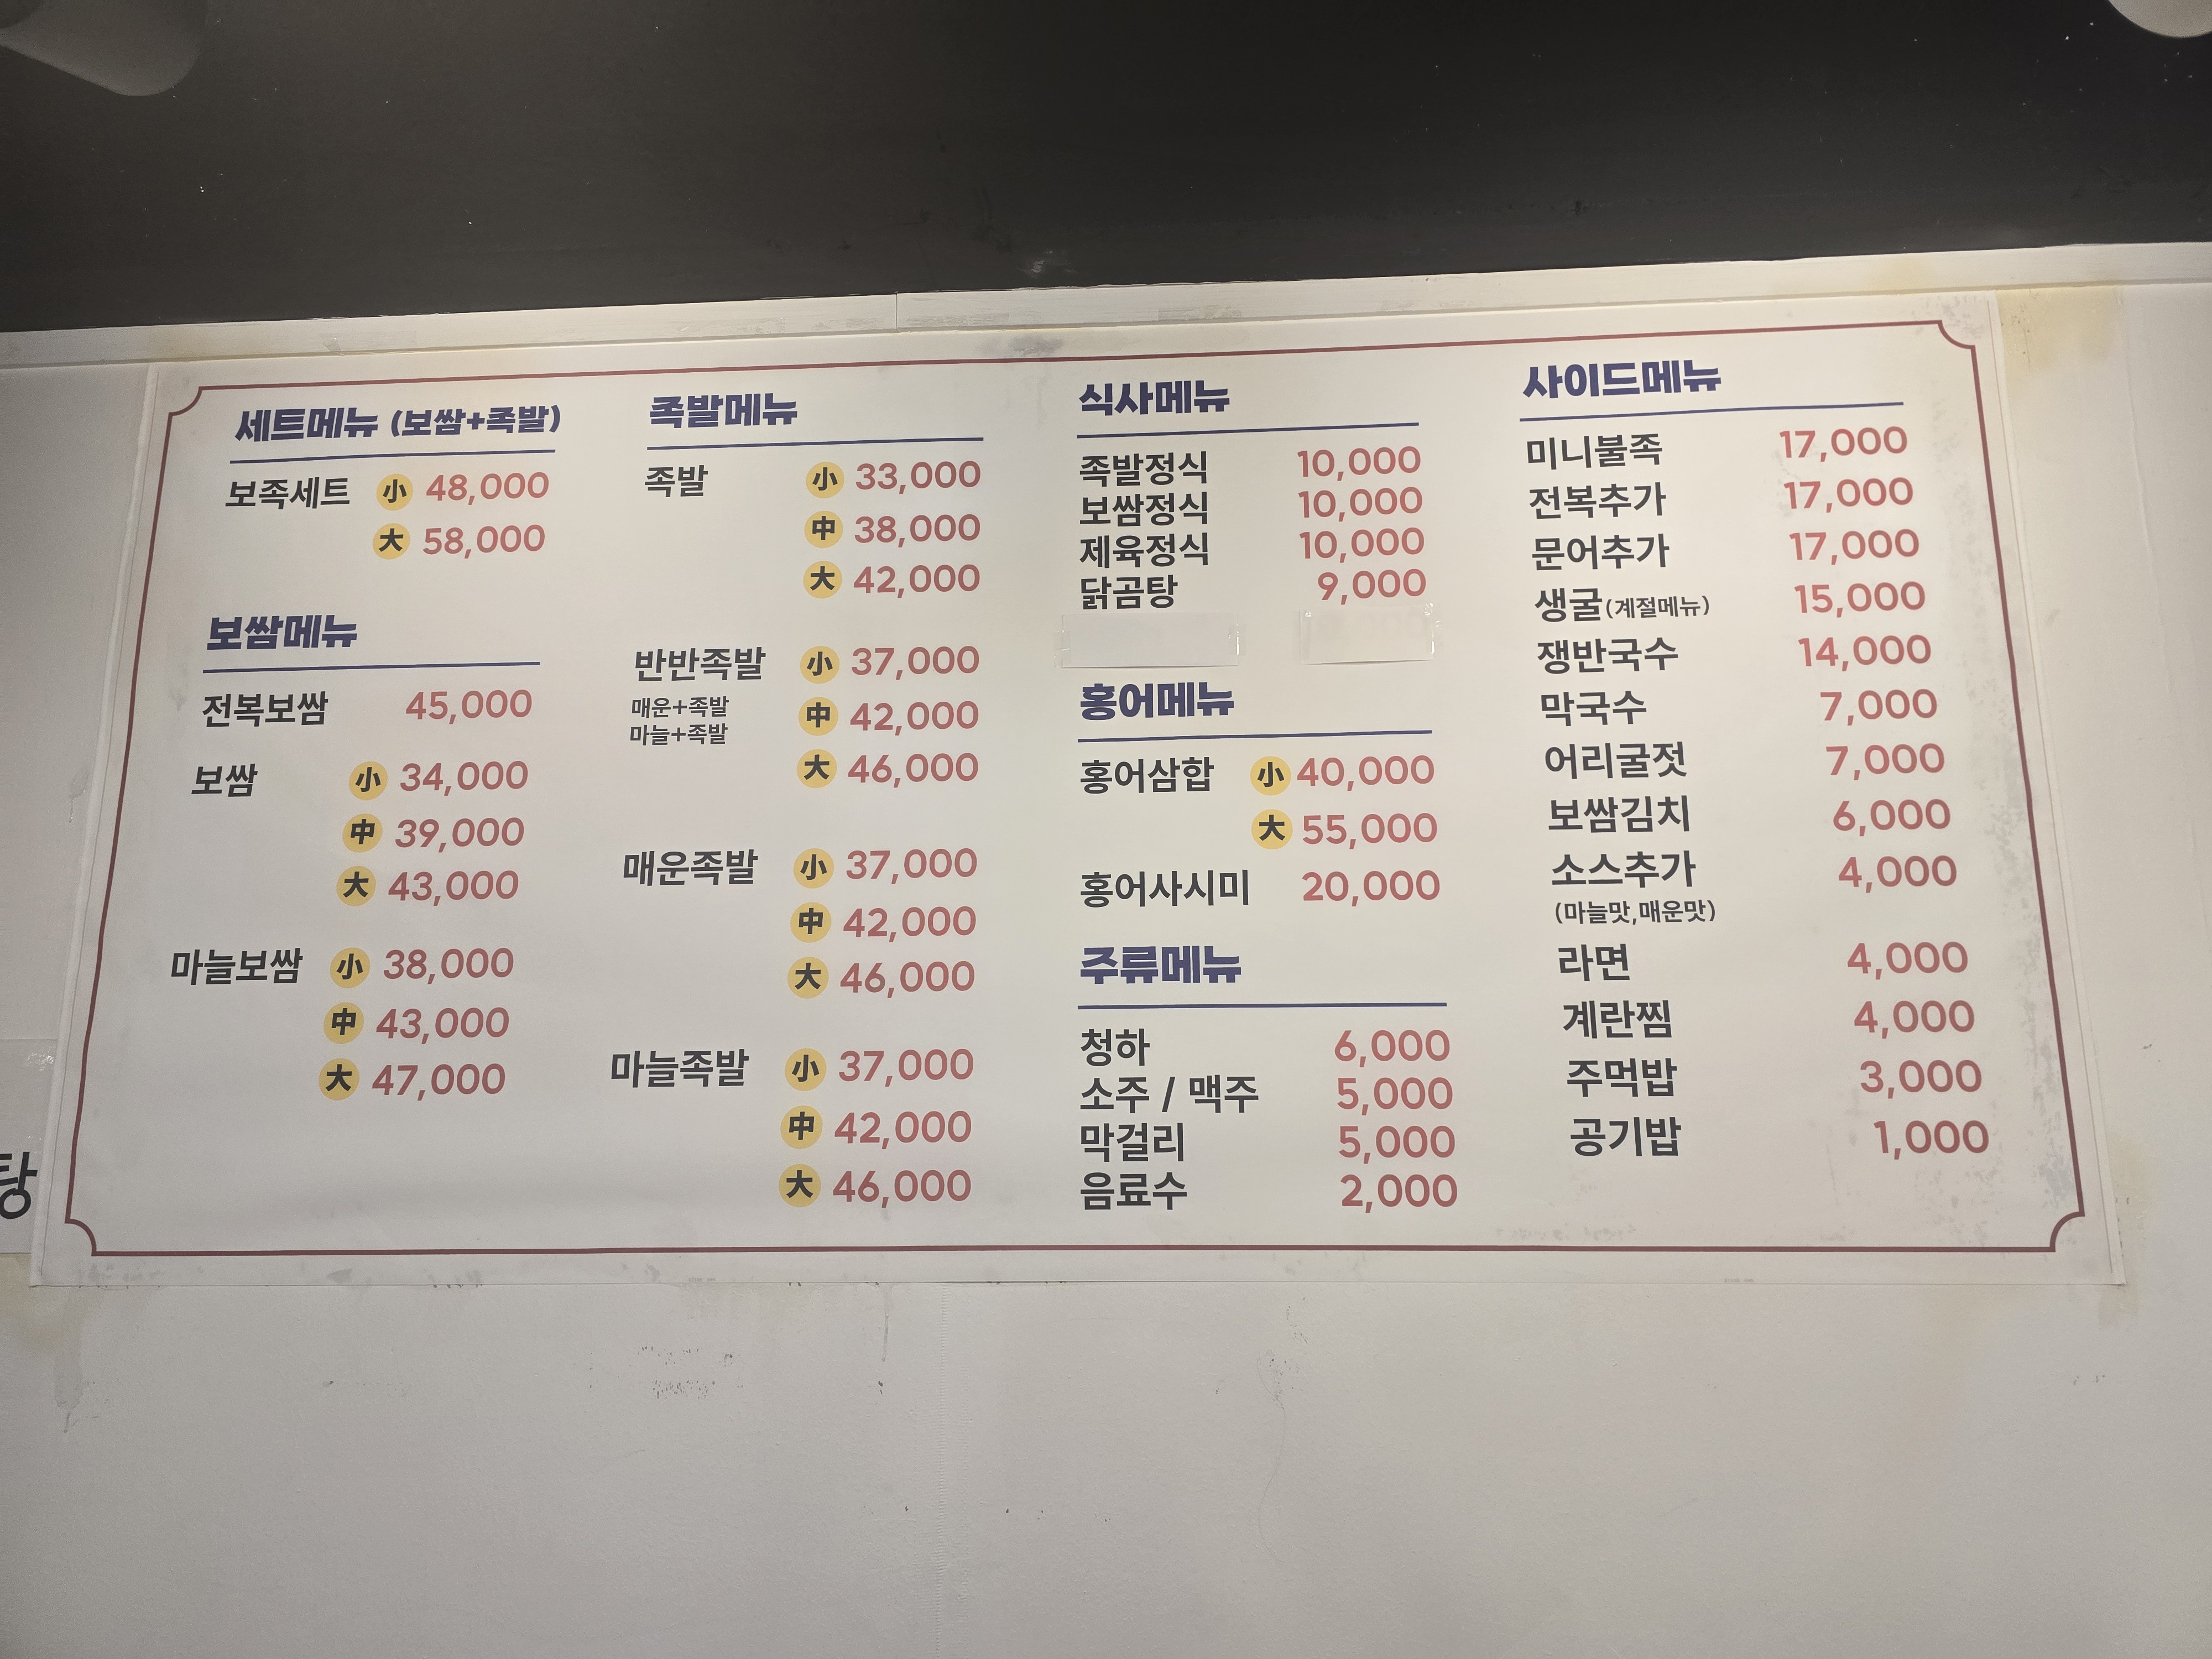 세트메뉴 (보쌈+족발)
보족세트 小 48,000
大 58,000
보쌈메뉴
전복보쌈 45,000
보쌈 小 34,000
中 39,000
大 43,000
마늘보쌈 小 38,000
中 43,000
大 47,000
족발메뉴
족발 小 33,000
中 38,000
大 42,000
반반족발 小 37,000
매운+족발 中 42,000
마늘+족발
大 46,000
매운족발 小 37,000
中 42,000
大 46,000
마늘족발 小 37,000
中 42,000
大 46,000
식사메뉴
족발정식 10,000
보쌈정식 10,000
제육정식 10,000
닭곰탕 9,000
홍어메뉴
홍어삼합 小 40,000
大 55,000
홍어사시미 20,000
주류메뉴
청하 6,000
소주 / 맥주 5,000
막걸리 5,000
음료수 2,000
사이드메뉴
미니불족 17,000
전복추가 17,000
문어추가 17,000
생굴(계절메뉴) 15,000
쟁반국수 14,000
막국수 7,000
어리굴젓 7,000
보쌈김치 6,000
소스추가 4,000
(마늘맛,매운맛)
라면 4,000
계란찜 4,000
주먹밥 3,000
공기밥 1,000
탕